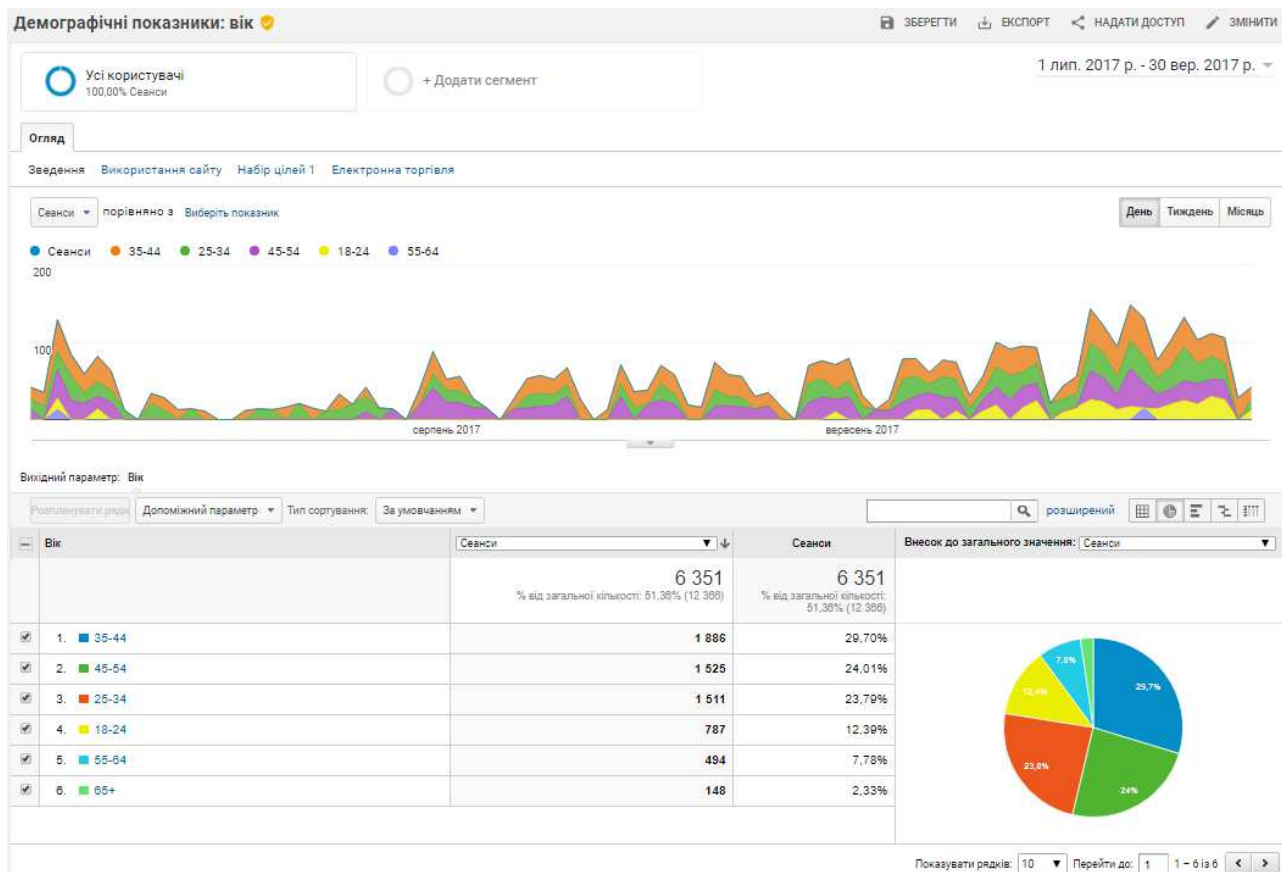 Демографічні показники: вік
ЗБЕРЕГТИ ЕКСПОРТ НАДАТИ ДОСТУП ЗМІНИТИ
Усі користувачі
100,00% Сеанси
+ Додати сегмент
1 лип. 2017 р. - 30 вер. 2017 р.
Огляд
Зведення Використання сайту Набір цілей 1 Електронна торгівля
Сеанси порівняно з Виберіть показник
День Тиждень Місяць
Сеанси 35-44 25-34 45-54 18-24 55-64
200
100
серпень 2017 вересень 2017
Вихідний параметр: Вік
Допоміжний параметр Тип сортування: За умовчанням розширений
Вік Сеанси Сеанси Внесок до загального значення: Сеанси
6 351 6 351
% від загальної кількості: 51,36% (12 366) % від загальної кількості:
51,36% (12 366)
1. 35-44 1 886 29,70%
2. 45-54 1 525 24,01%
3. 25-34 1 511 23,79%
4. 18-24 787 12,39%
5. 55-64 494 7,78%
6. 65+ 148 2,33%
7,8%
12,4%
29,7%
23,8%
24%
Показувати рядків: 10 Перейти до: 1 1 – 6 із 6